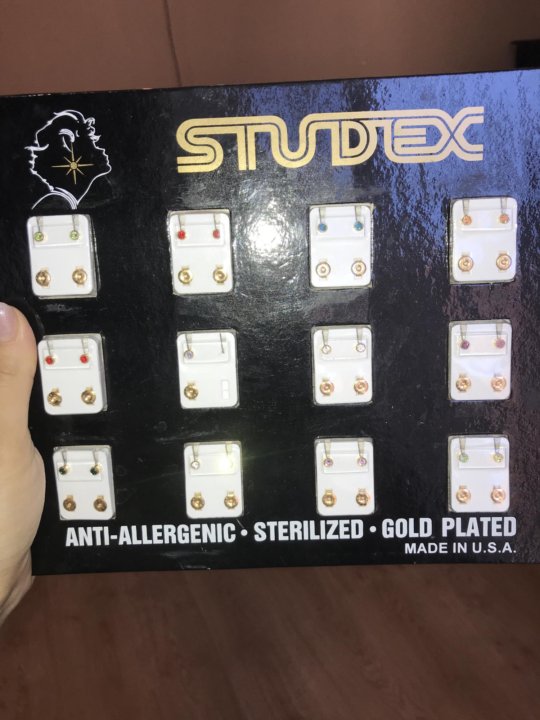 STUDEX
ANTI-ALLERGENIC • STERILIZED • GOLD PLATED
MADE IN U.S.A.